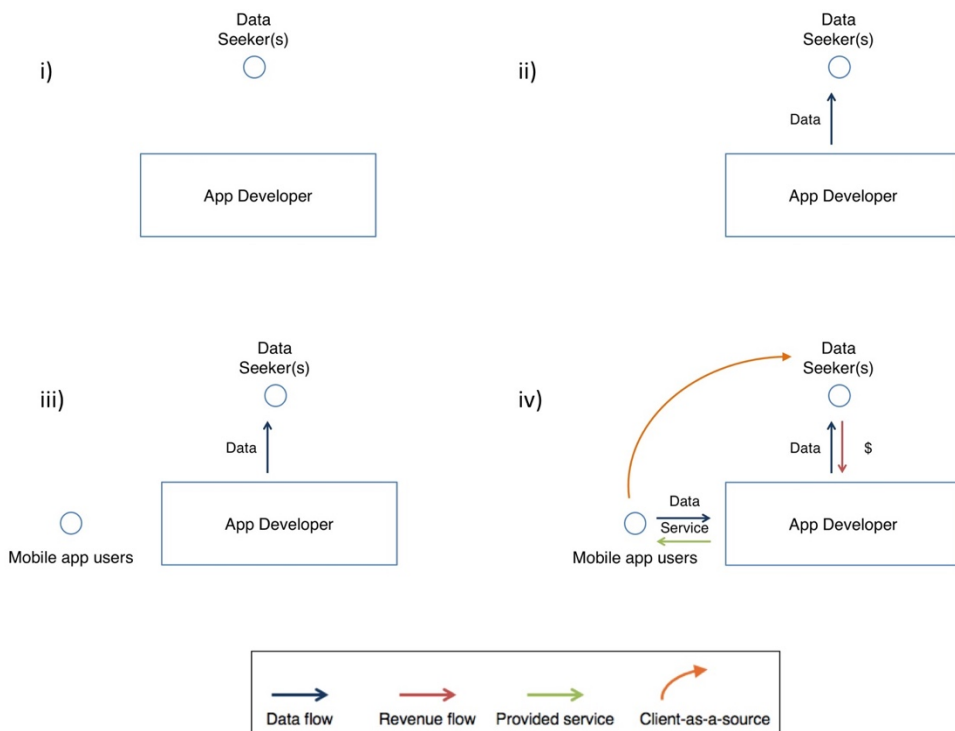 i)
Data
Seeker(s)
App Developer
ii)
Data
Seeker(s)
Data
App Developer
iii)
Data
Seeker(s)
Data
App Developer
Mobile app users
iv)
Data
Seeker(s)
Data
$
Data
Service
App Developer
Mobile app users
Data flow
Revenue flow
Provided service
Client-as-a-source